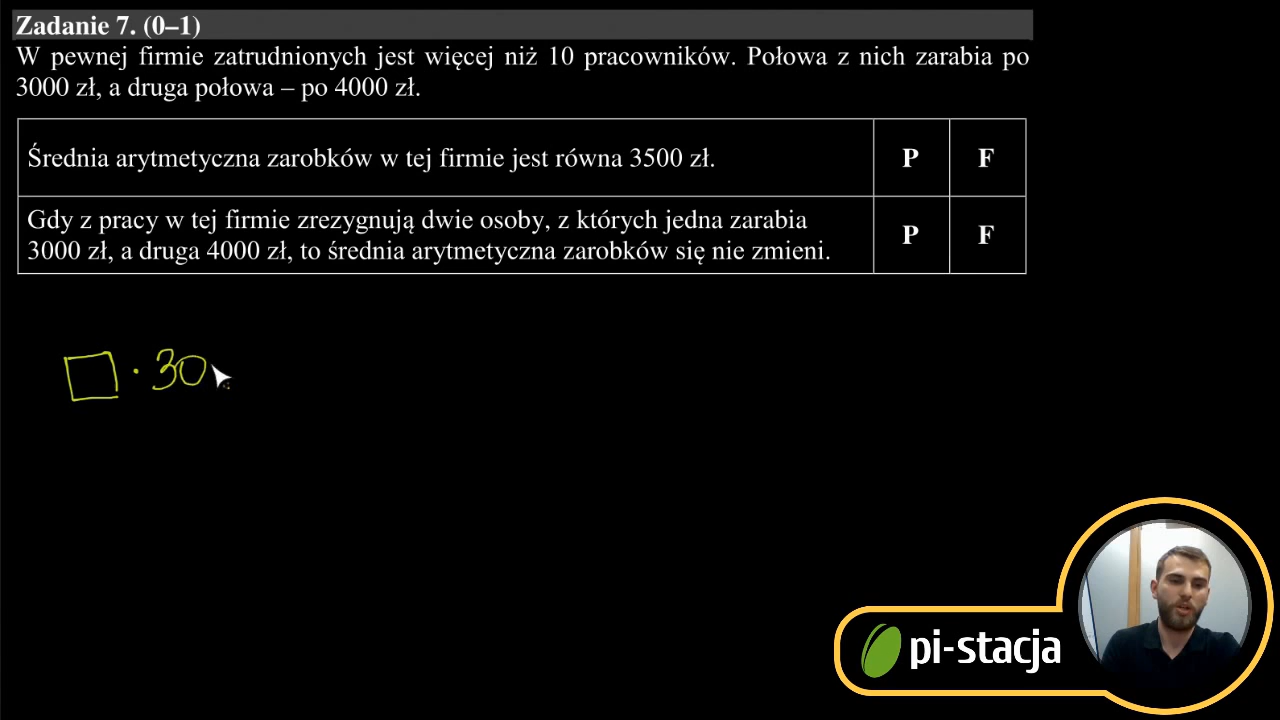 Zadanie 7. (0–1)
W pewnej firmie zatrudnionych jest więcej niż 10 pracowników. Połowa z nich zarabia po
3000 zł, a druga połowa – po 4000 zł.
Średnia arytmetyczna zarobków w tej firmie jest równa 3500 zł. P F
Gdy z pracy w tej firmie zrezygnują dwie osoby, z których jedna zarabia
3000 zł, a druga 4000 zł, to średnia arytmetyczna zarobków się nie zmieni. P F
□ · 30
pi-stacja